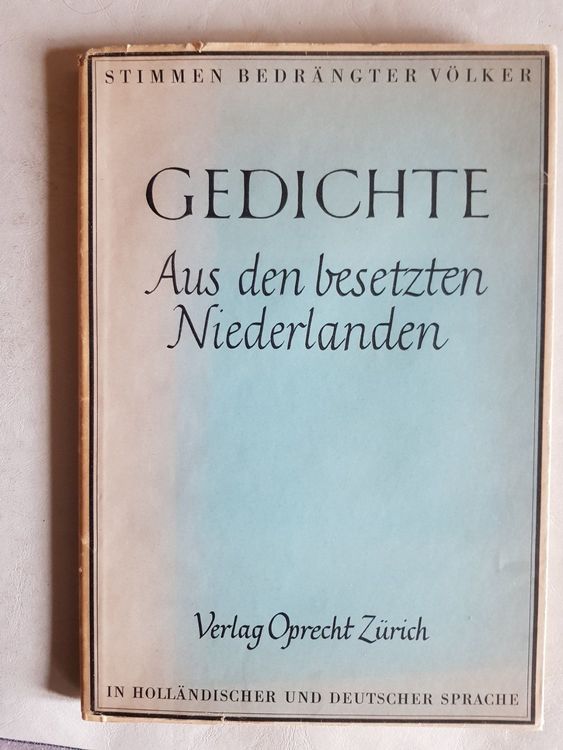 STIMMEN BEDRÄNGTER VÖLKER
GEDICHTE
Aus den besetzten
Niederlanden
Verlag Oprecht Zürich
IN HOLLÄNDISCHER UND DEUTSCHER SPRACHE